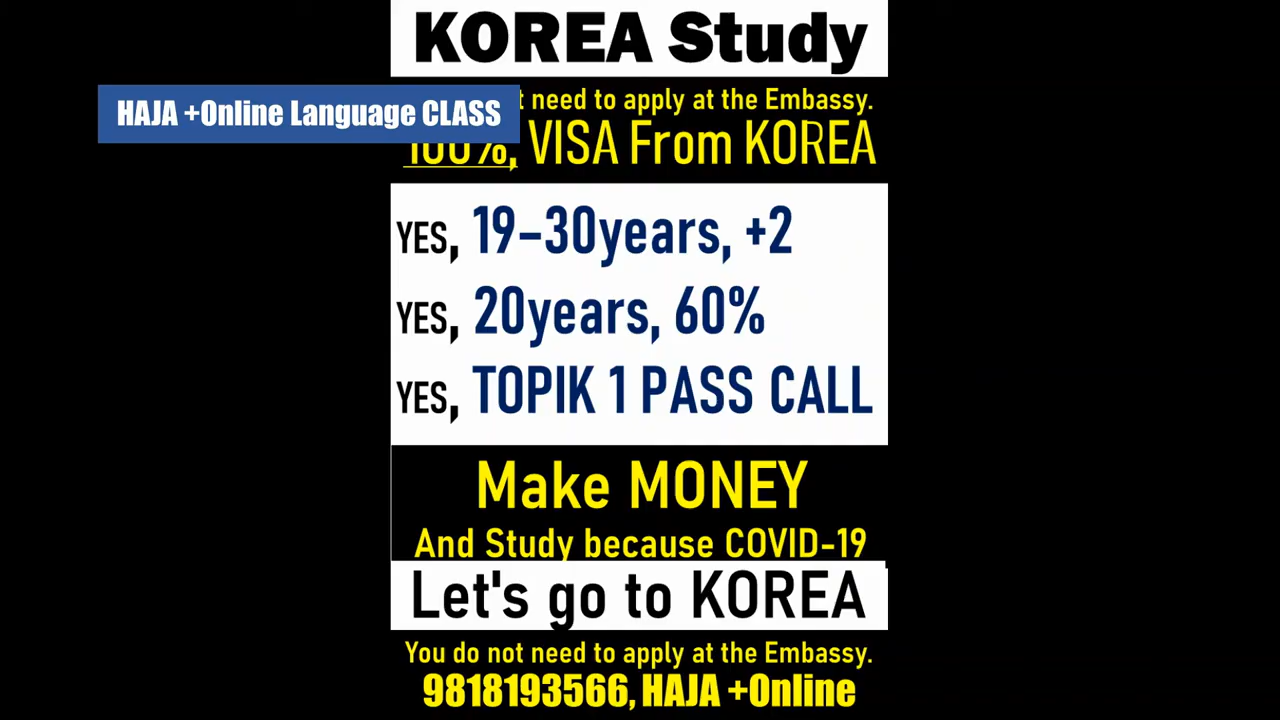 KOREA Study
HAJA +Online Language CLASS
need to apply at the Embassy.
100%, VISA From KOREA
YES, 19-30years, +2
YES, 20years, 60%
YES, TOPIK 1 PASS CALL
Make MONEY
And Study because COVID-19
Let's go to KOREA
You do not need to apply at the Embassy.
9818193566, HAJA +Online